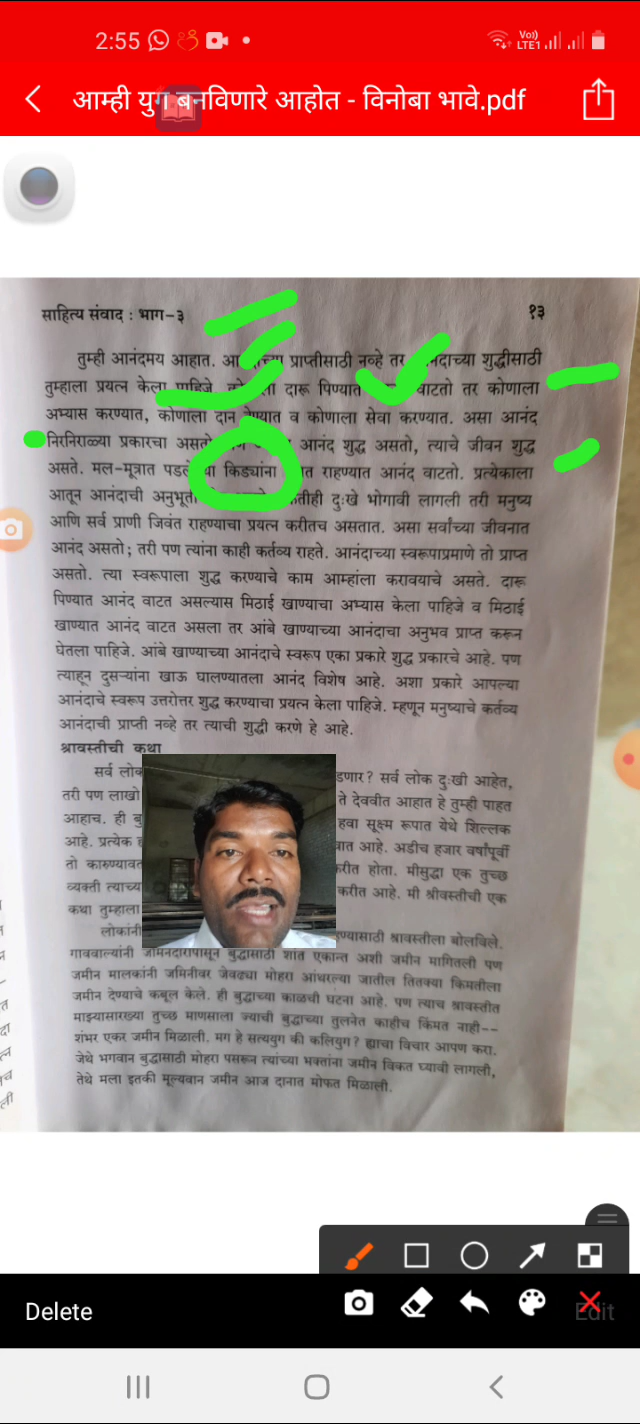 2:55
Vo)
LTE1
आम्ही युग बनविणारे आहोत - विनोबा भावे.pdf
साहित्य संवाद : भाग-३ १३
तुम्ही आनंदमय आहात. प्राप्तीसाठी नव्हे तर शुद्धीसाठी
तुम्हाला प्रयत्न केला पाहिजे. दारू पिण्यात वाटतो तर कोणाला
अभ्यास करण्यात, कोणाला दान देण्यात व कोणाला सेवा करण्यात. असा आनंद
निरनिराळ्या प्रकारचा असतो आनंद शुद्ध असतो, त्याचे जीवन शुद्ध
असते. मल-मूत्रात किड्यांना राहण्यात आनंद वाटतो. प्रत्येकाला
आतून आनंदाची दुःखे भोगावी लागली तरी मनुष्य
आणि सर्व प्राणी जिवंत राहण्याचा प्रयत्न करीतच असतात. असा सर्वांच्या जीवनात
आनंद असतो; तरी पण त्यांना काही कर्तव्य राहते. आनंदाच्या स्वरूपाप्रमाणे तो प्राप्त
असतो. त्या स्वरूपाला शुद्ध करण्याचे काम आम्हांला करावयाचे असते. दारू
पिण्यात आनंद वाटत असल्यास मिठाई खाण्याचा अभ्यास केला पाहिजे व मिठाई
खाण्यात आनंद वाटत असला तर आंबे खाण्याच्या आनंदाचा अनुभव प्राप्त करून
घेतला पाहिजे. आंबे खाण्याच्या आनंदाचे स्वरूप एका प्रकारे शुद्ध प्रकारचे आहे. पण
त्याहून दुसऱ्यांना खाऊ घालण्यातला आनंद विशेष आहे. अशा प्रकारे आपल्या
आनंदाचे स्वरूप उत्तरोत्तर शुद्ध करण्याचा प्रयत्न केला पाहिजे. म्हणून मनुष्याचे कर्तव्य
आनंदाची प्राप्ती नव्हे तर त्याची शुद्धी करणे हे आहे.
श्रावस्तीची कथा
सर्व लोक डणार? सर्व लोक दुःखी आहेत,
तरी पण लाखो ते देववीत आहात हे तुम्ही पाहत
आहाच. ही बु हवा सूक्ष्म रूपात येथे शिल्लक
आहे. प्रत्येक आहे. अडीच हजार वर्षांपूर्वी
तो कारुण्याव रीत होता. मीसुद्धा एक तुच्छ
व्यक्ती त्याच्या करीत आहे. मी श्रीवस्तीची एक
कथा तुम्हाला
लोकांनी ण्यासाठी श्रावस्तीला बोलविले.
गाववाल्यांनी जमिनदारापासून बुद्धासाठी शांत एकान्त अशी जमीन मागितली पण
जमीन मालकांनी जमिनीवर जेवढ्या मोहरा आंथरल्या जातील तितक्या किमतीला
जमीन देण्याचे कबूल केले. ही बुद्धाच्या काळची घटना आहे. पण त्याच श्रावस्तीत
माझ्यासारख्या तुच्छ माणसाला ज्याची बुद्धाच्या तुलनेत काहीच किंमत नाही--
शंभर एकर जमीन मिळाली. मग हे सत्ययुग की कलियुग? ह्याचा विचार आपण करा.
जेथे भगवान बुद्धासाठी मोहरा पसरून त्यांच्या भक्तांना जमीन विकत घ्यावी लागली,
तेथे मला इतकी मूल्यवान जमीन आज दानात मोफत मिळाली.
Delete
Edit